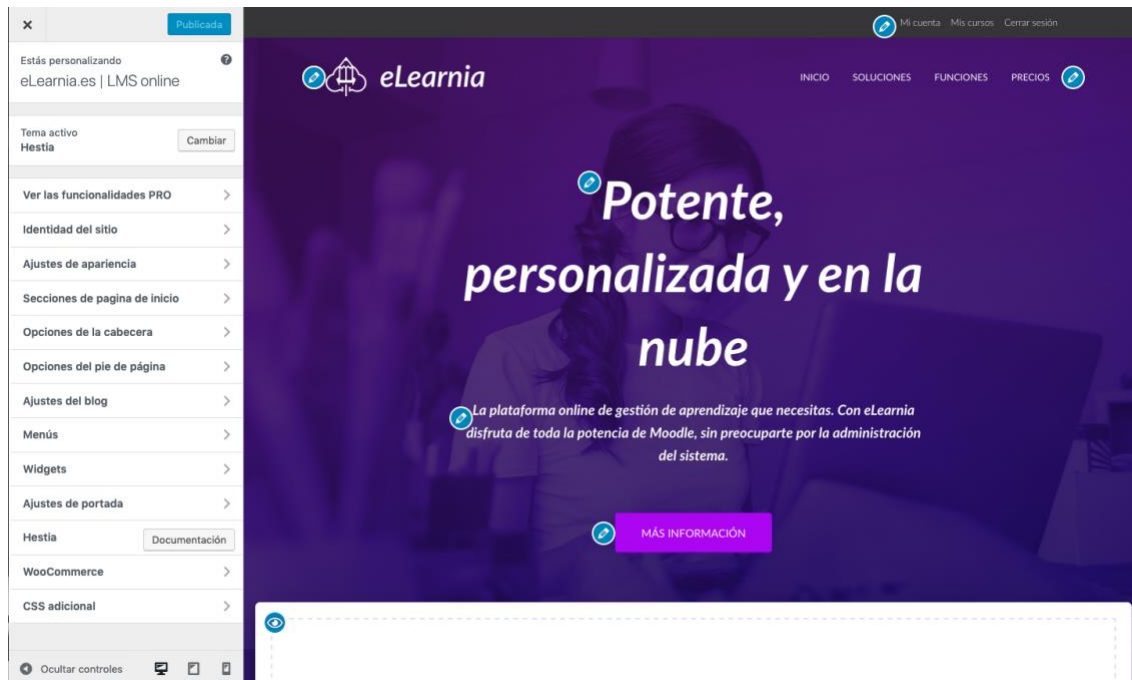 Publicada
Estás personalizando
eLearnia.es | LMS online
Tema activo
Hestia
Cambiar
Ver las funcionalidades PRO
Identidad del sitio
Ajustes de apariencia
Secciones de pagina de inicio
Opciones de la cabecera
Opciones del pie de página
Ajustes del blog
Menús
Widgets
Ajustes de portada
Hestia
Documentación
WooCommerce
CSS adicional
Ocultar controles
Mi cuenta Mis cursos Cerrar sesión
eLearnia
INICIO SOLUCIONES FUNCIONES PRECIOS
Potente,
personalizada y en la
nube
La plataforma online de gestión de aprendizaje que necesitas. Con eLearnia
disfruta de toda la potencia de Moodle, sin preocuparte por la administración
del sistema.
MÁS INFORMACIÓN